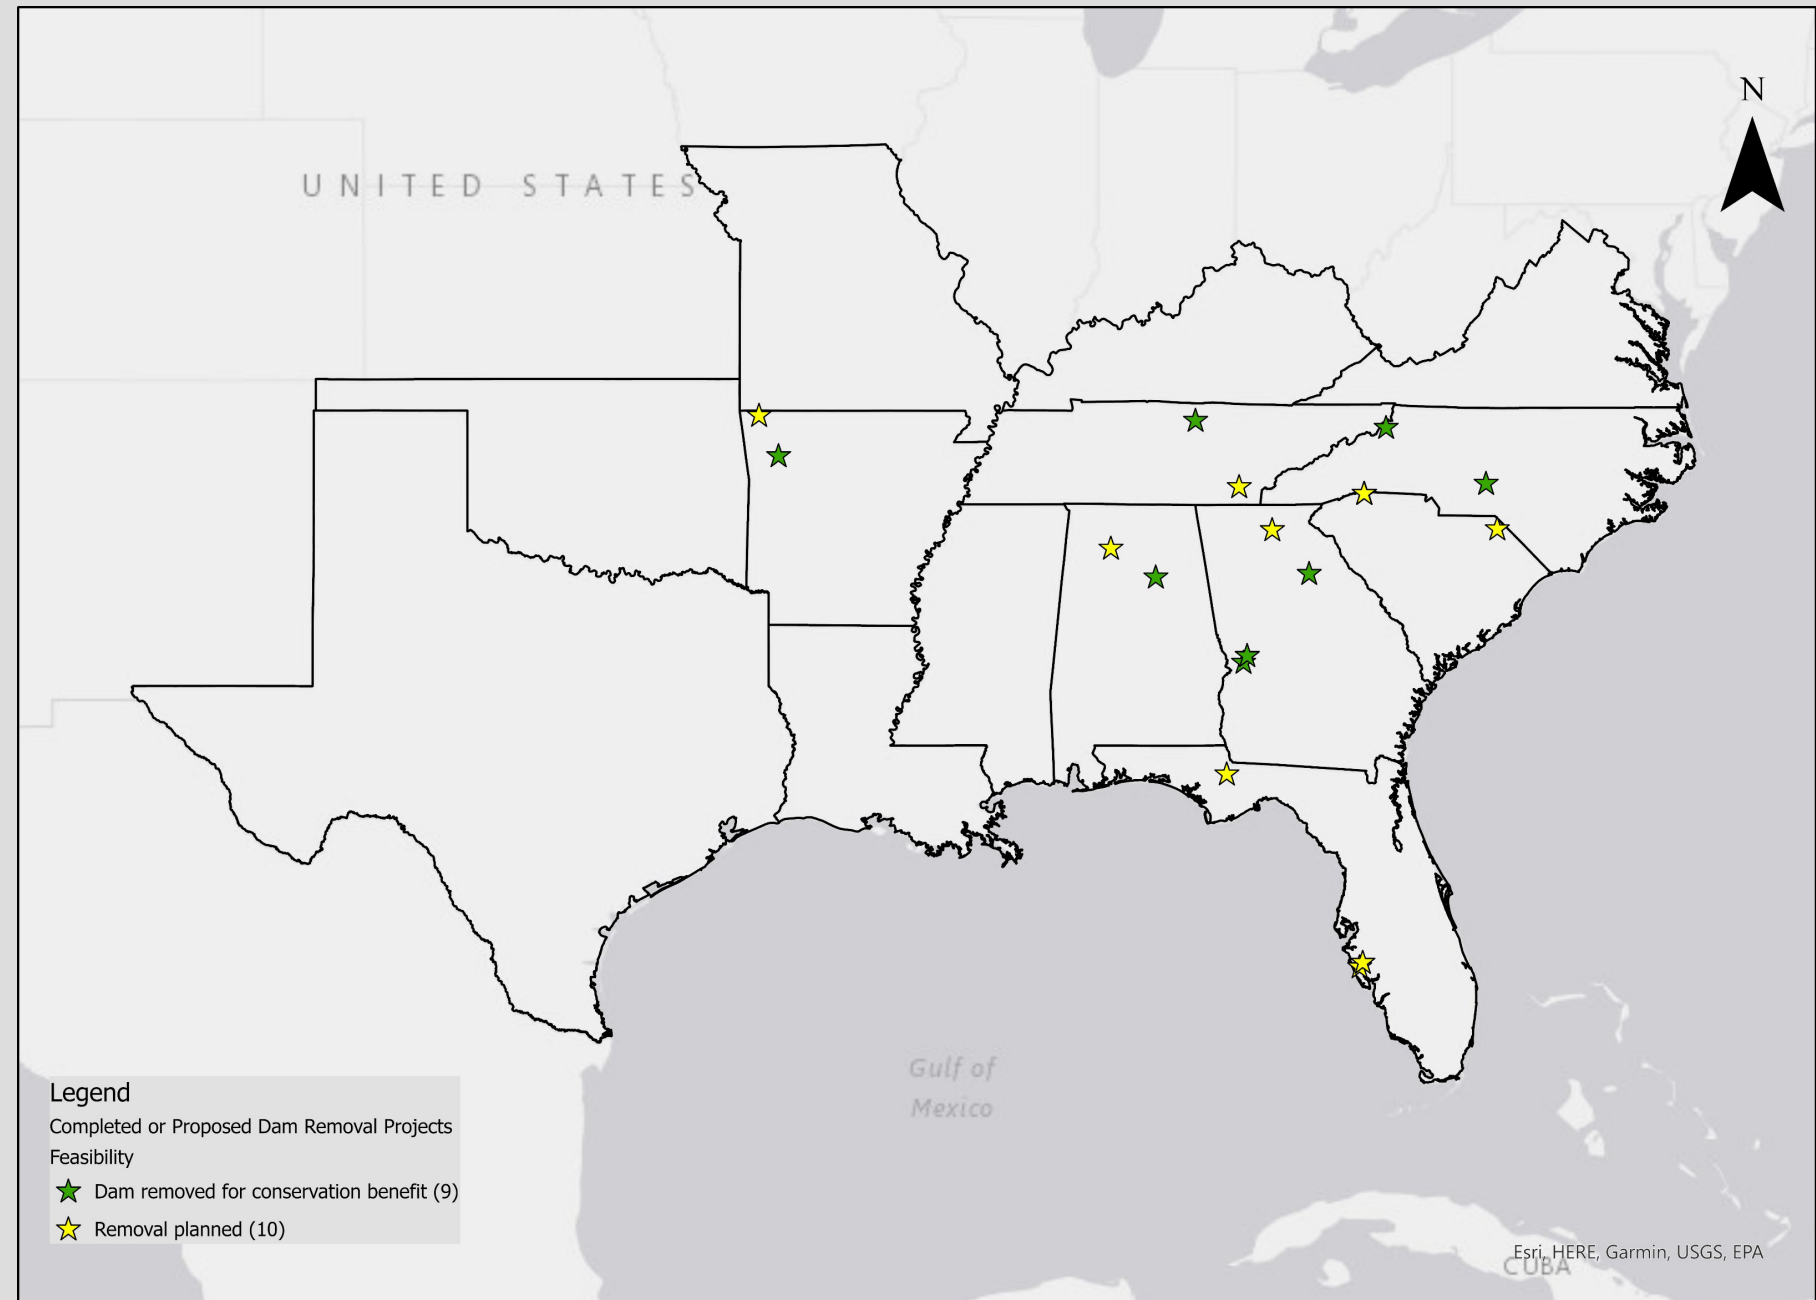 N
UNITED STATES
Gulf of
Mexico
Legend
Completed or Proposed Dam Removal Projects
Feasibility
Dam removed for conservation benefit (9)
Removal planned (10)
Esri, HERE, Garmin, USGS, EPA
CUBA